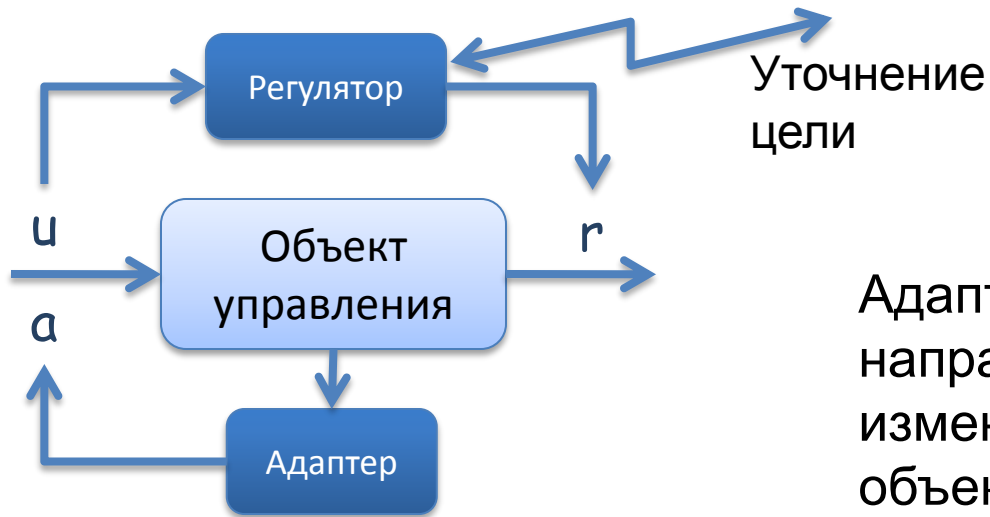 Регулятор
Уточнение
цели
u
Объект
управления
r
a
Адаптер